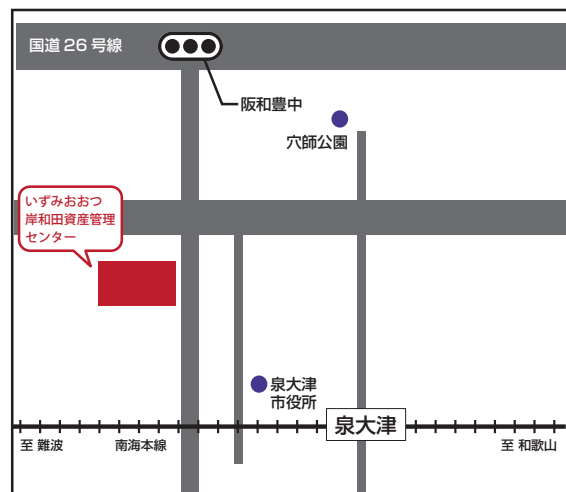 国道26号線
阪和豊中
穴師公園
いずみおおつ
岸和田資産管理
センター
泉大津
市役所
泉大津
至 難波
南海本線
至 和歌山